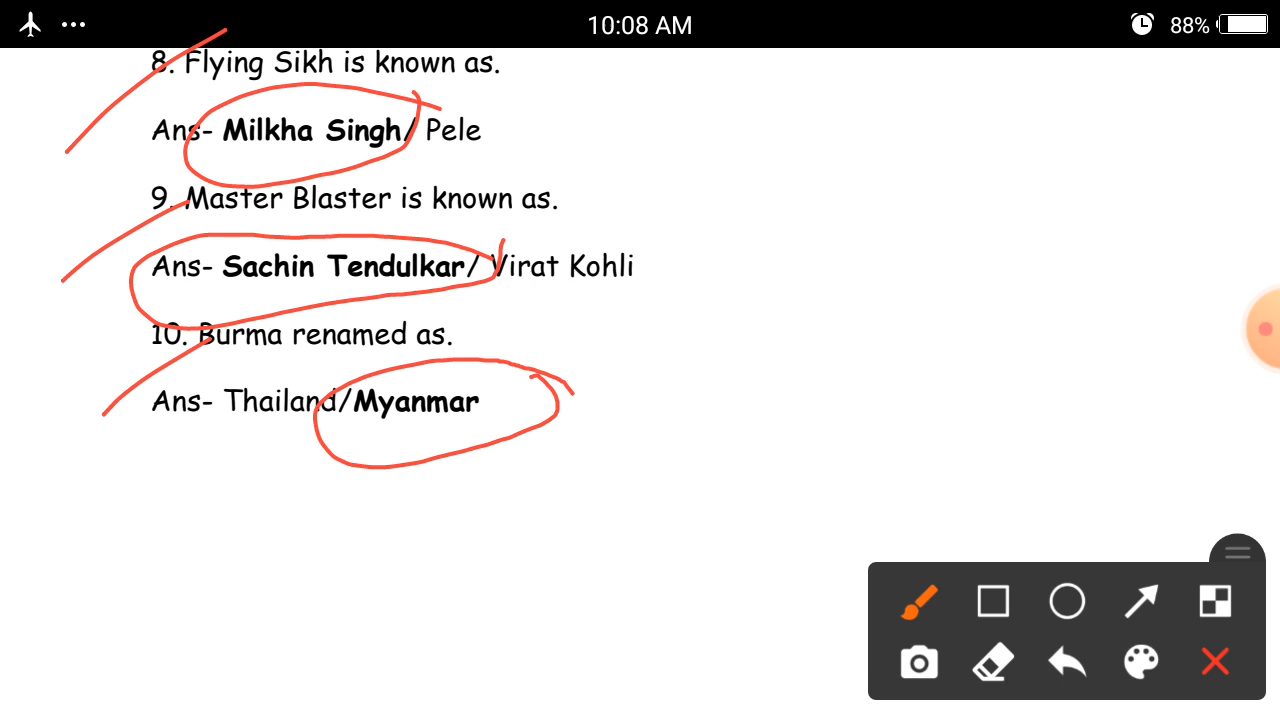 10:08 AM
88%
8. Flying Sikh is known as.
Ans- Milkha Singh/ Pele
9. Master Blaster is known as.
Ans- Sachin Tendulkar/ Virat Kohli
10. Burma renamed as.
Ans- Thailand/Myanmar